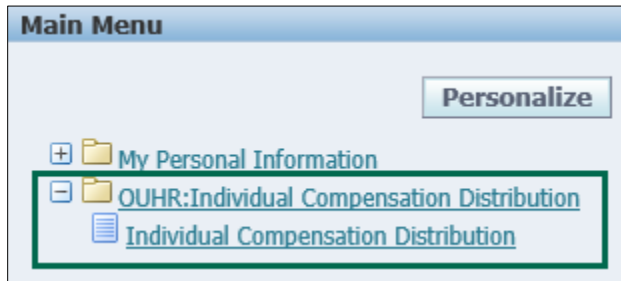 Main Menu
Personalize
My Personal Information
OUHR:Individual Compensation Distribution
Individual Compensation Distribution